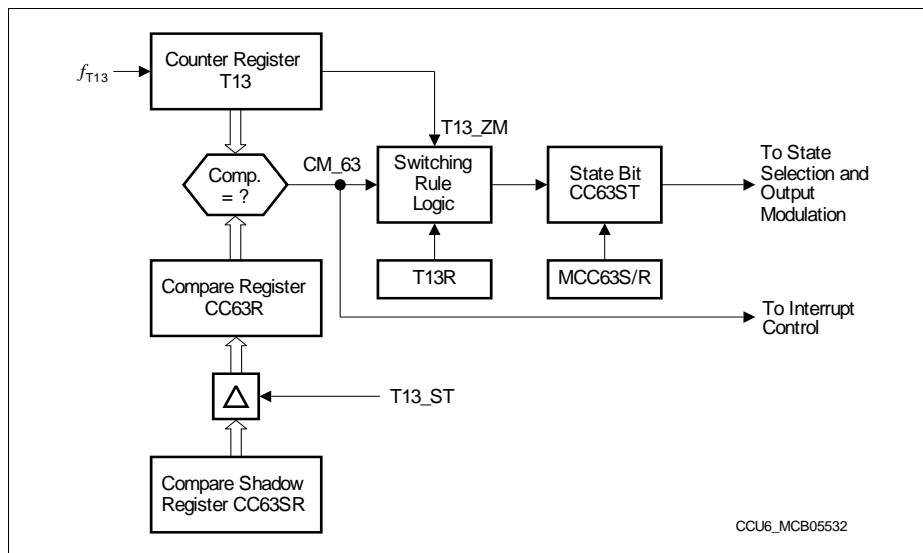 Counter Register
T13
fT13
T13_ZM
CM_63
Comp.
= ?
Switching
Rule
Logic
State Bit
CC63ST
To State
Selection and
Output
Modulation
T13R
MCC63S/R
Compare Register
CC63R
To Interrupt
Control
T13_ST
Compare Shadow
Register CC63SR
CCU6_MCB05532